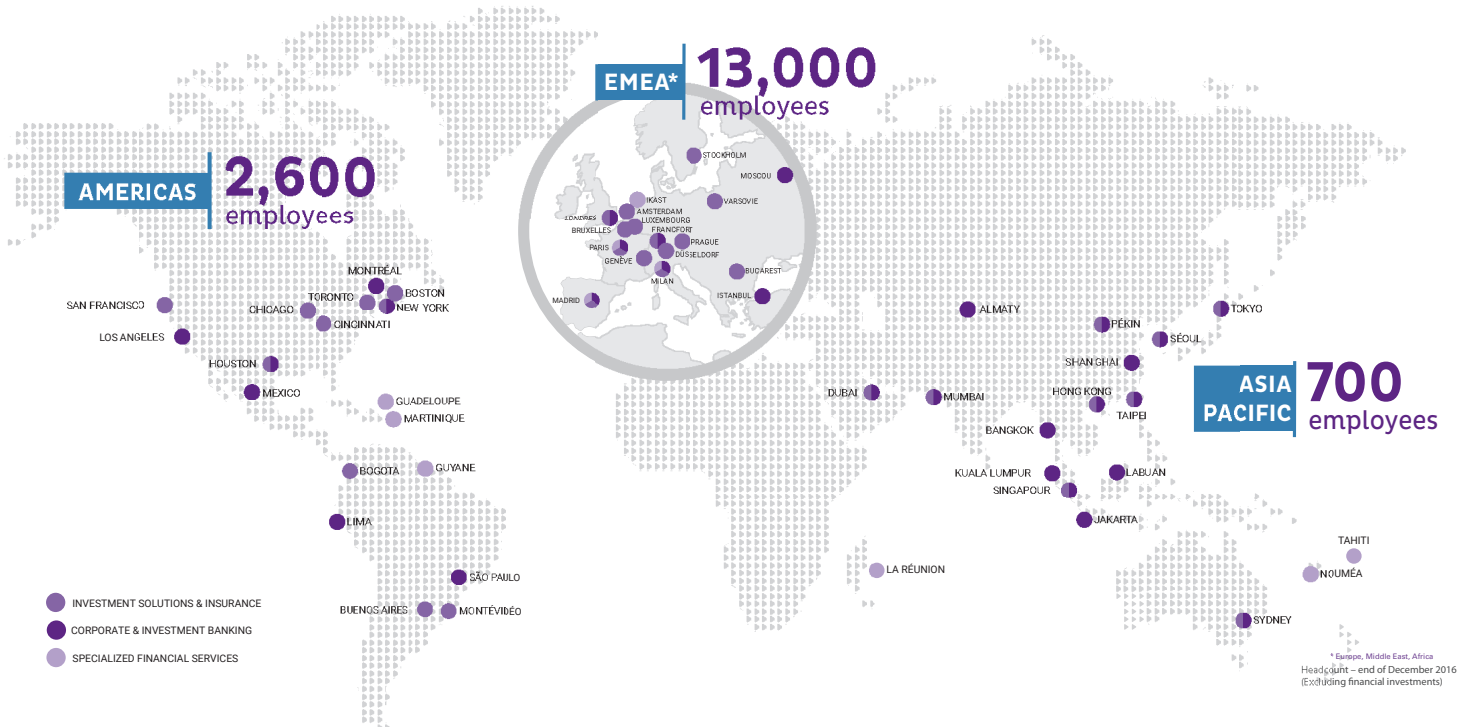 EMEA*
13,000
employees
AMERICAS
2,600
employees
STOCKHOLM
MOSCOU
IKAST
VARSOVIE
AMSTERDAM
LONDRES
LUXEMBOURG
BRUXELLES
FRANCFORT
PARIS
PRAGUE
DÜSSELDORF
GENÈVE
MILAN
BUCAREST
MADRID
ISTANBUL
MONTRÉAL
TORONTO
BOSTON
SAN FRANCISCO
CHICAGO
NEW YORK
CINCINNATI
LOS ANGELES
HOUSTON
MEXICO
GUADELOUPE
MARTINIQUE
BOGOTA
GUYANE
LIMA
SÃO PAULO
BUENOS AIRES
MONTÉVIDÉO
ALMATY
TOKYO
PÉKIN
SÉOUL
SHANGHAI
DUBAI
MUMBAI
HONG KONG
TAIPEI
BANGKOK
KUALA LUMPUR
LABUAN
SINGAPOUR
JAKARTA
ASIA
PACIFIC
700
employees
LA RÉUNION
TAHITI
NOUMÉA
SYDNEY
INVESTMENT SOLUTIONS & INSURANCE
CORPORATE & INVESTMENT BANKING
SPECIALIZED FINANCIAL SERVICES
* Europe, Middle East, Africa
Headcount – end of December 2016
(Excluding financial investments)